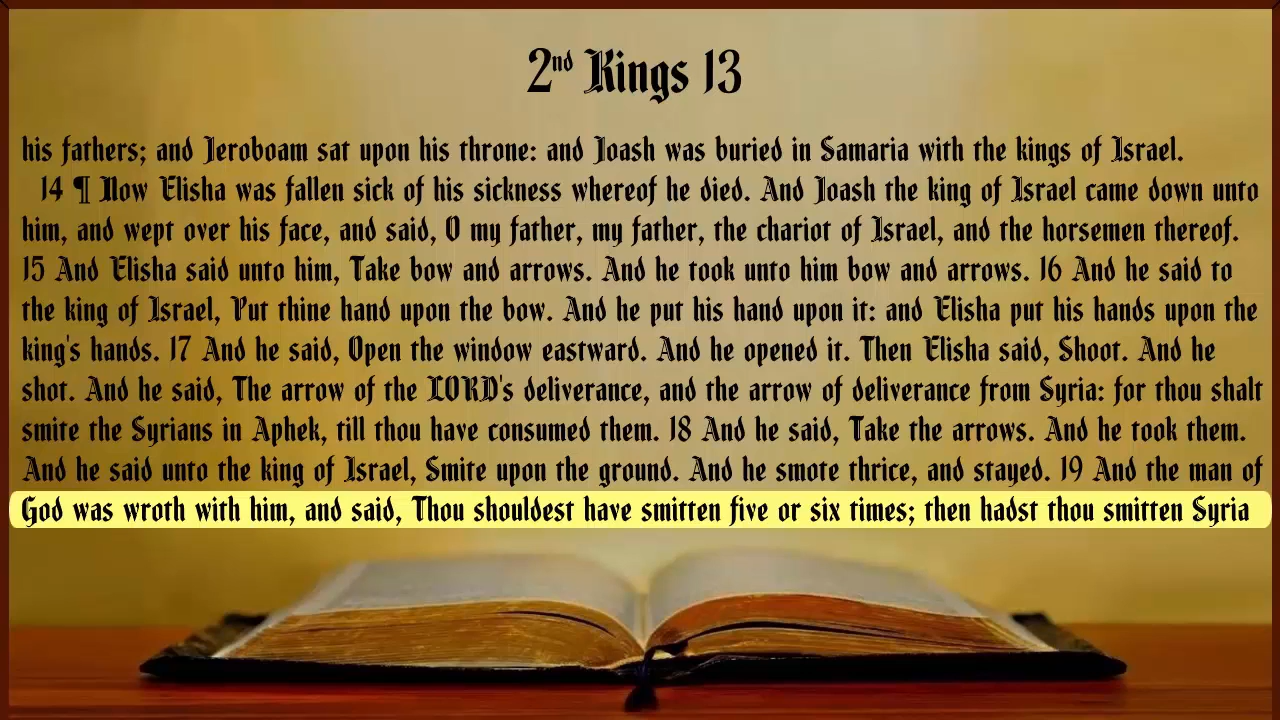 2nd Kings 13
his fathers; and Jeroboam sat upon his throne: and Joash was buried in Samaria with the kings of Israel.
14 ¶ Now Elisha was fallen sick of his sickness whereof he died. And Joash the king of Israel came down unto
him, and wept over his face, and said, O my father, my father, the chariot of Israel, and the horsemen thereof.
15 And Elisha said unto him, Take bow and arrows. And he took unto him bow and arrows. 16 And he said to
the king of Israel, Put thine hand upon the bow. And he put his hand upon it: and Elisha put his hands upon the
king's hands. 17 And he said, Open the window eastward. And he opened it. Then Elisha said, Shoot. And he
shot. And he said, The arrow of the LORD's deliverance, and the arrow of deliverance from Syria: for thou shalt
smite the Syrians in Aphek, till thou have consumed them. 18 And he said, Take the arrows. And he took them.
And he said unto the king of Israel, Smite upon the ground. And he smote thrice, and stayed. 19 And the man of
God was wroth with him, and said, Thou shouldest have smitten five or six times; then hadst thou smitten Syria